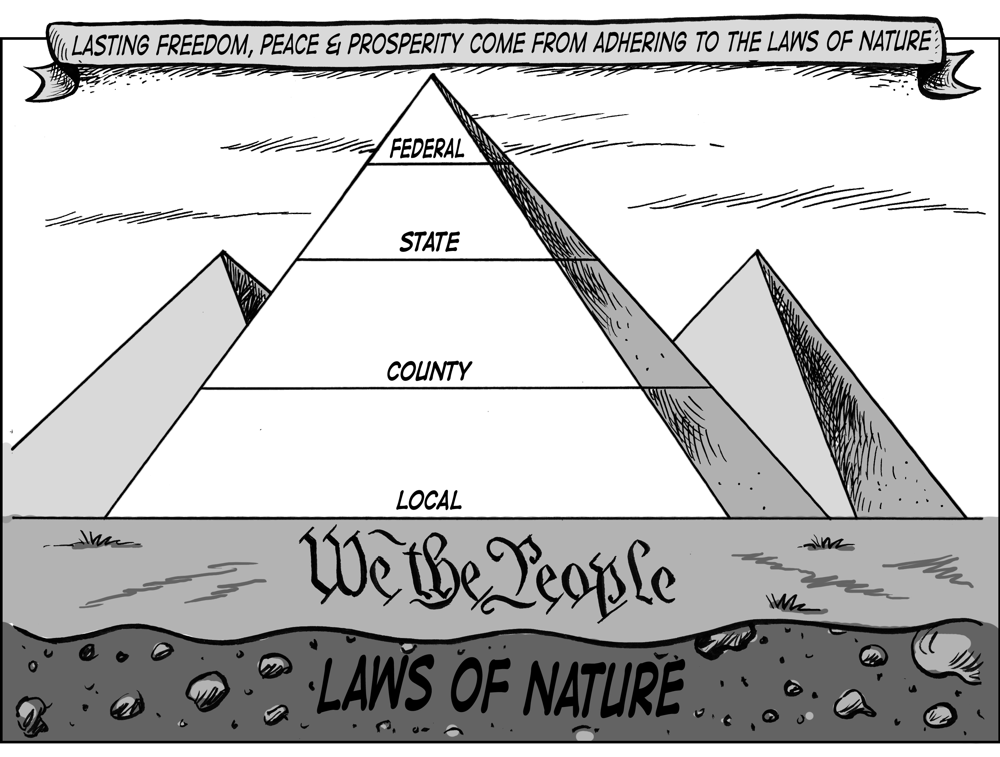 LASTING FREEDOM, PEACE & PROSPERITY COME FROM ADHERING TO THE LAWS OF NATURE
FEDERAL
STATE
COUNTY
LOCAL
We the People
LAWS OF NATURE